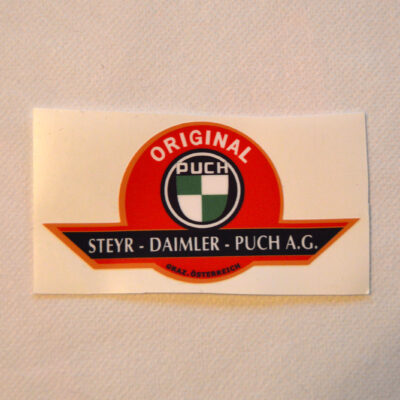 ORIGINAL
PUCH
STEYR - DAIMLER - PUCH A.G.
GRAZ, ÖSTERREICH